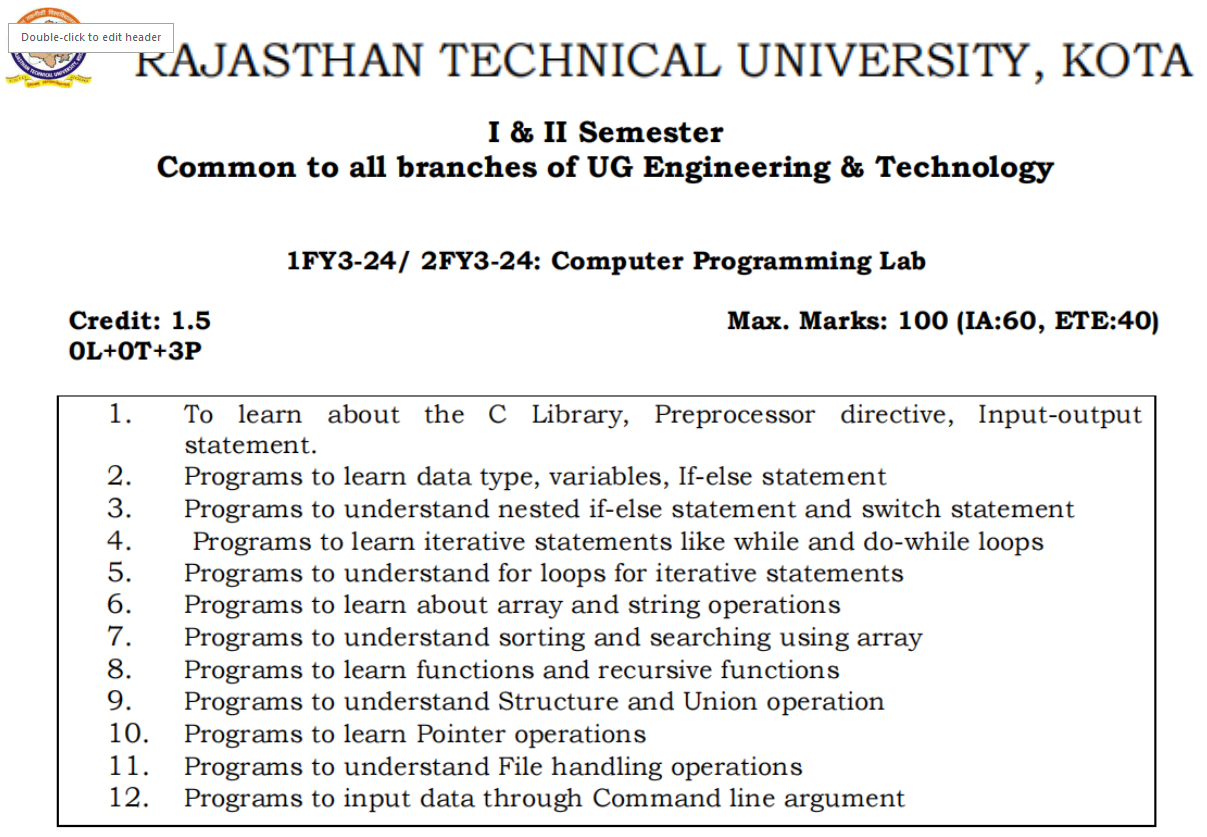 Double-click to edit header
RAJASTHAN TECHNICAL UNIVERSITY, KOTA
I & II Semester
Common to all branches of UG Engineering & Technology
1FY3-24/ 2FY3-24: Computer Programming Lab
Credit: 1.5 Max. Marks: 100 (IA:60, ETE:40)
0L+0T+3P
1. To learn about the C Library, Preprocessor directive, Input-output
statement.
2. Programs to learn data type, variables, If-else statement
3. Programs to understand nested if-else statement and switch statement
4. Programs to learn iterative statements like while and do-while loops
5. Programs to understand for loops for iterative statements
6. Programs to learn about array and string operations
7. Programs to understand sorting and searching using array
8. Programs to learn functions and recursive functions
9. Programs to understand Structure and Union operation
10. Programs to learn Pointer operations
11. Programs to understand File handling operations
12. Programs to input data through Command line argument